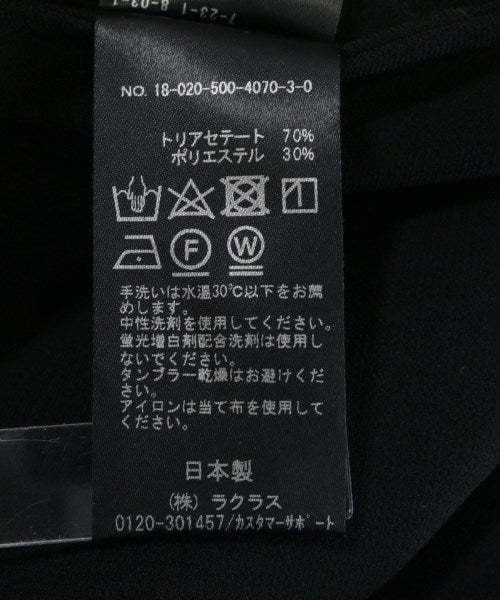 7-23-1
8-03-1
NO. 18-020-500-4070-3-0
トリアセテート 70%
ポリエステル 30%
F W
手洗いは水温30℃以下をお薦
めします。
中性洗剤を使用してください。
蛍光増白剤配合洗剤は使用し
ないでください。
タンブラー乾燥はお避けくだ
さい。
アイロンは当て布を使用して
ください。
日本製
(株) ラクラス
0120-301457/カスタマーサポート